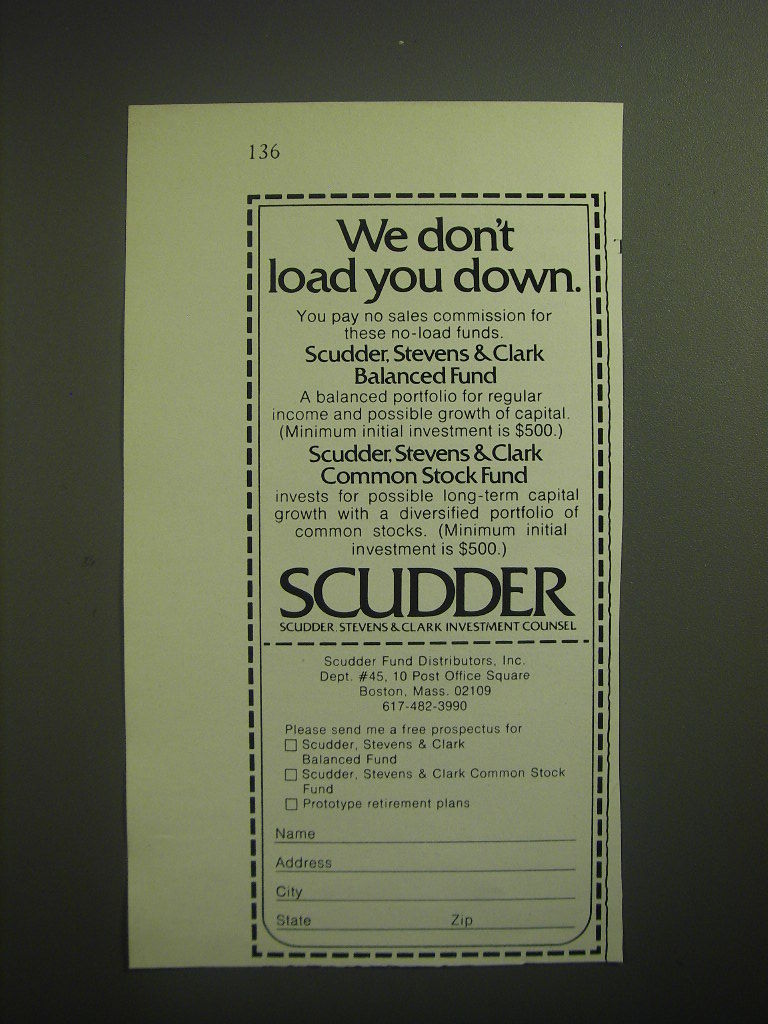 136
We don't
load you down.
You pay no sales commission for
these no-load funds.
Scudder, Stevens & Clark
Balanced Fund
A balanced portfolio for regular
income and possible growth of capital.
(Minimum initial investment is $500.)
Scudder, Stevens & Clark
Common Stock Fund
invests for possible long-term capital
growth with a diversified portfolio of
common stocks. (Minimum initial
investment is $500.)
SCUDDER
SCUDDER, STEVENS & CLARK INVESTMENT COUNSEL
Scudder Fund Distributors, Inc.
Dept. #45, 10 Post Office Square
Boston, Mass. 02109
617-482-3990
Please send me a free prospectus for
☐ Scudder, Stevens & Clark
Balanced Fund
☐ Scudder, Stevens & Clark Common Stock
Fund
☐ Prototype retirement plans
Name
Address
City
State Zip